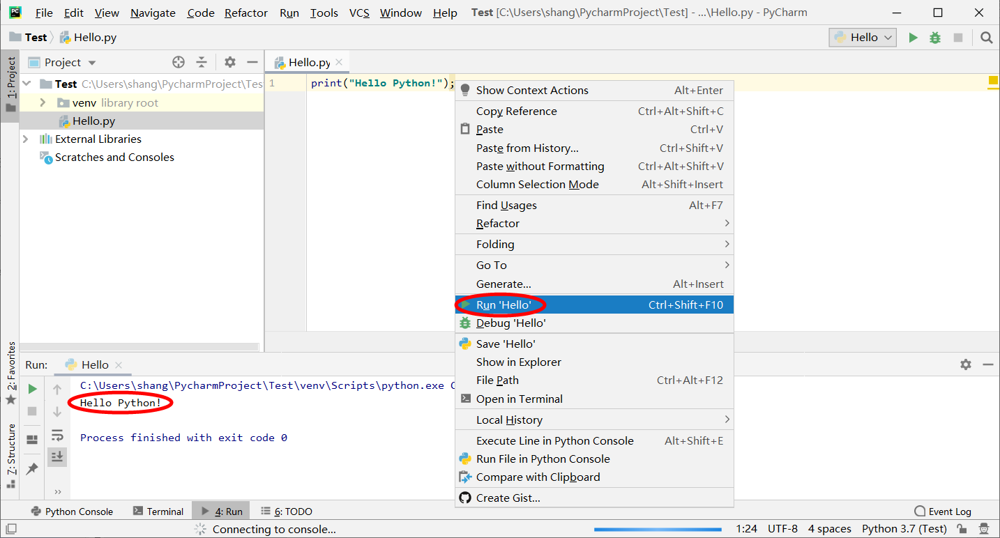 PC File Edit View Navigate Code Refactor Run Tools VCS Window Help Test [C:\Users\shang\PycharmProject\Test] - ...\Hello.py - PyCharm
Test Hello.py Hello
1: Project
Project
Test C:\Users\shang\PycharmProject\Tes
venv library root
Hello.py
External Libraries
Scratches and Consoles
Hello.py
1 print("Hello Python!");
Show Context Actions Alt+Enter
Copy Reference Ctrl+Alt+Shift+C
Paste Ctrl+V
Paste from History... Ctrl+Shift+V
Paste without Formatting Ctrl+Alt+Shift+V
Column Selection Mode Alt+Shift+Insert
Find Usages Alt+F7
Refactor
Folding
Go To
Generate... Alt+Insert
Run 'Hello' Ctrl+Shift+F10
Debug 'Hello'
Save 'Hello'
Show in Explorer
File Path Ctrl+Alt+F12
Open in Terminal
Local History
Execute Line in Python Console Alt+Shift+E
Run File in Python Console
Compare with Clipboard
Create Gist...
2: Favorites
Z: Structure
Run: Hello
C:\Users\shang\PycharmProject\Test\venv\Scripts\python.exe C
Hello Python!
Process finished with exit code 0
Python Console Terminal 4: Run 6: TODO Event Log
Connecting to console... 1:24 UTF-8 4 spaces Python 3.7 (Test)